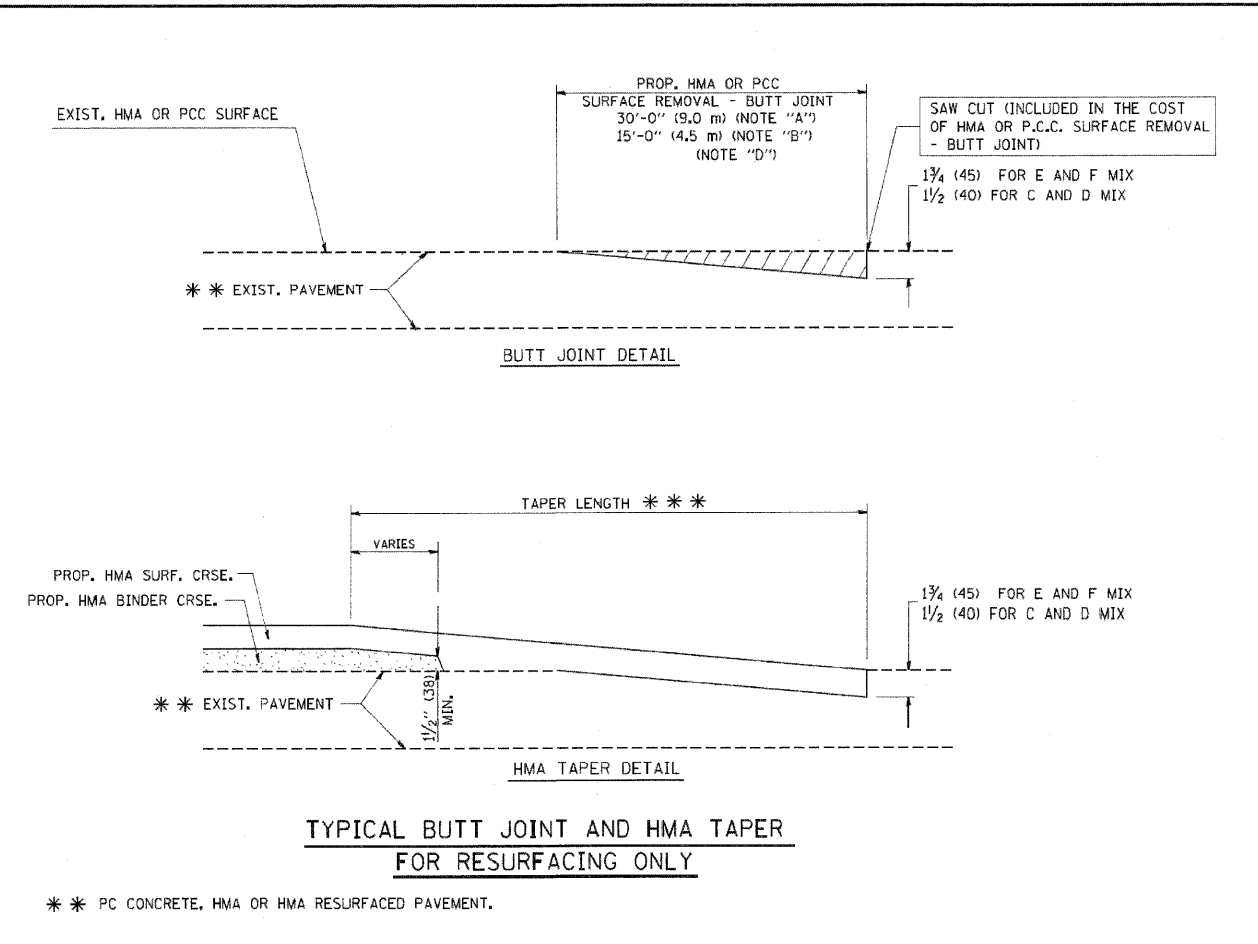 PROP. HMA OR PCC
SURFACE REMOVAL - BUTT JOINT
30'-0" (9.0 m) (NOTE "A")
15'-0" (4.5 m) (NOTE "B")
(NOTE "D")
EXIST. HMA OR PCC SURFACE
SAW CUT (INCLUDED IN THE COST
OF HMA OR P.C.C. SURFACE REMOVAL
- BUTT JOINT)
1¾ (45) FOR E AND F MIX
1½ (40) FOR C AND D MIX
** EXIST. PAVEMENT
BUTT JOINT DETAIL
TAPER LENGTH ***
VARIES
PROP. HMA SURF. CRSE.
PROP. HMA BINDER CRSE.
1¾ (45) FOR E AND F MIX
1½ (40) FOR C AND D MIX
** EXIST. PAVEMENT
1½" (38)
MIN.
HMA TAPER DETAIL
TYPICAL BUTT JOINT AND HMA TAPER
FOR RESURFACING ONLY
** PC CONCRETE, HMA OR HMA RESURFACED PAVEMENT.